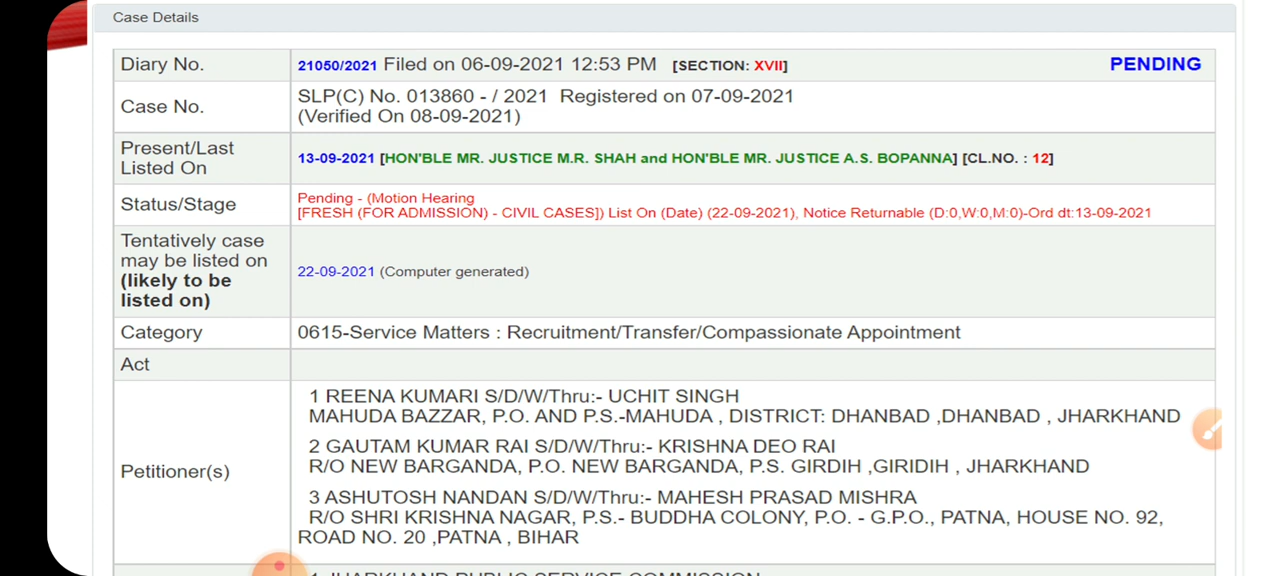 Case Details
Diary No.
21050/2021 Filed on 06-09-2021 12:53 PM [SECTION: XVII]
PENDING
Case No.
SLP(C) No. 013860 - / 2021 Registered on 07-09-2021
(Verified On 08-09-2021)
Present/Last
Listed On
13-09-2021 [HON'BLE MR. JUSTICE M.R. SHAH and HON'BLE MR. JUSTICE A.S. BOPANNA] [CL.NO. : 12]
Status/Stage
Pending - (Motion Hearing
[FRESH (FOR ADMISSION) - CIVIL CASES]) List On (Date) (22-09-2021), Notice Returnable (D:0,W:0,M:0)-Ord dt:13-09-2021
Tentatively case
may be listed on
(likely to be
listed on)
22-09-2021 (Computer generated)
Category
0615-Service Matters : Recruitment/Transfer/Compassionate Appointment
Act
Petitioner(s)
1 REENA KUMARI S/D/W/Thru:- UCHIT SINGH
MAHUDA BAZZAR, P.O. AND P.S.-MAHUDA , DISTRICT: DHANBAD ,DHANBAD , JHARKHAND
2 GAUTAM KUMAR RAI S/D/W/Thru:- KRISHNA DEO RAI
R/O NEW BARGANDA, P.O. NEW BARGANDA, P.S. GIRDIH ,GIRIDIH , JHARKHAND
3 ASHUTOSH NANDAN S/D/W/Thru:- MAHESH PRASAD MISHRA
R/O SHRI KRISHNA NAGAR, P.S.- BUDDHA COLONY, P.O. - G.P.O., PATNA, HOUSE NO. 92,
ROAD NO. 20 ,PATNA , BIHAR
1 JHARKHAND PUBLIC SERVICE COMMISSION